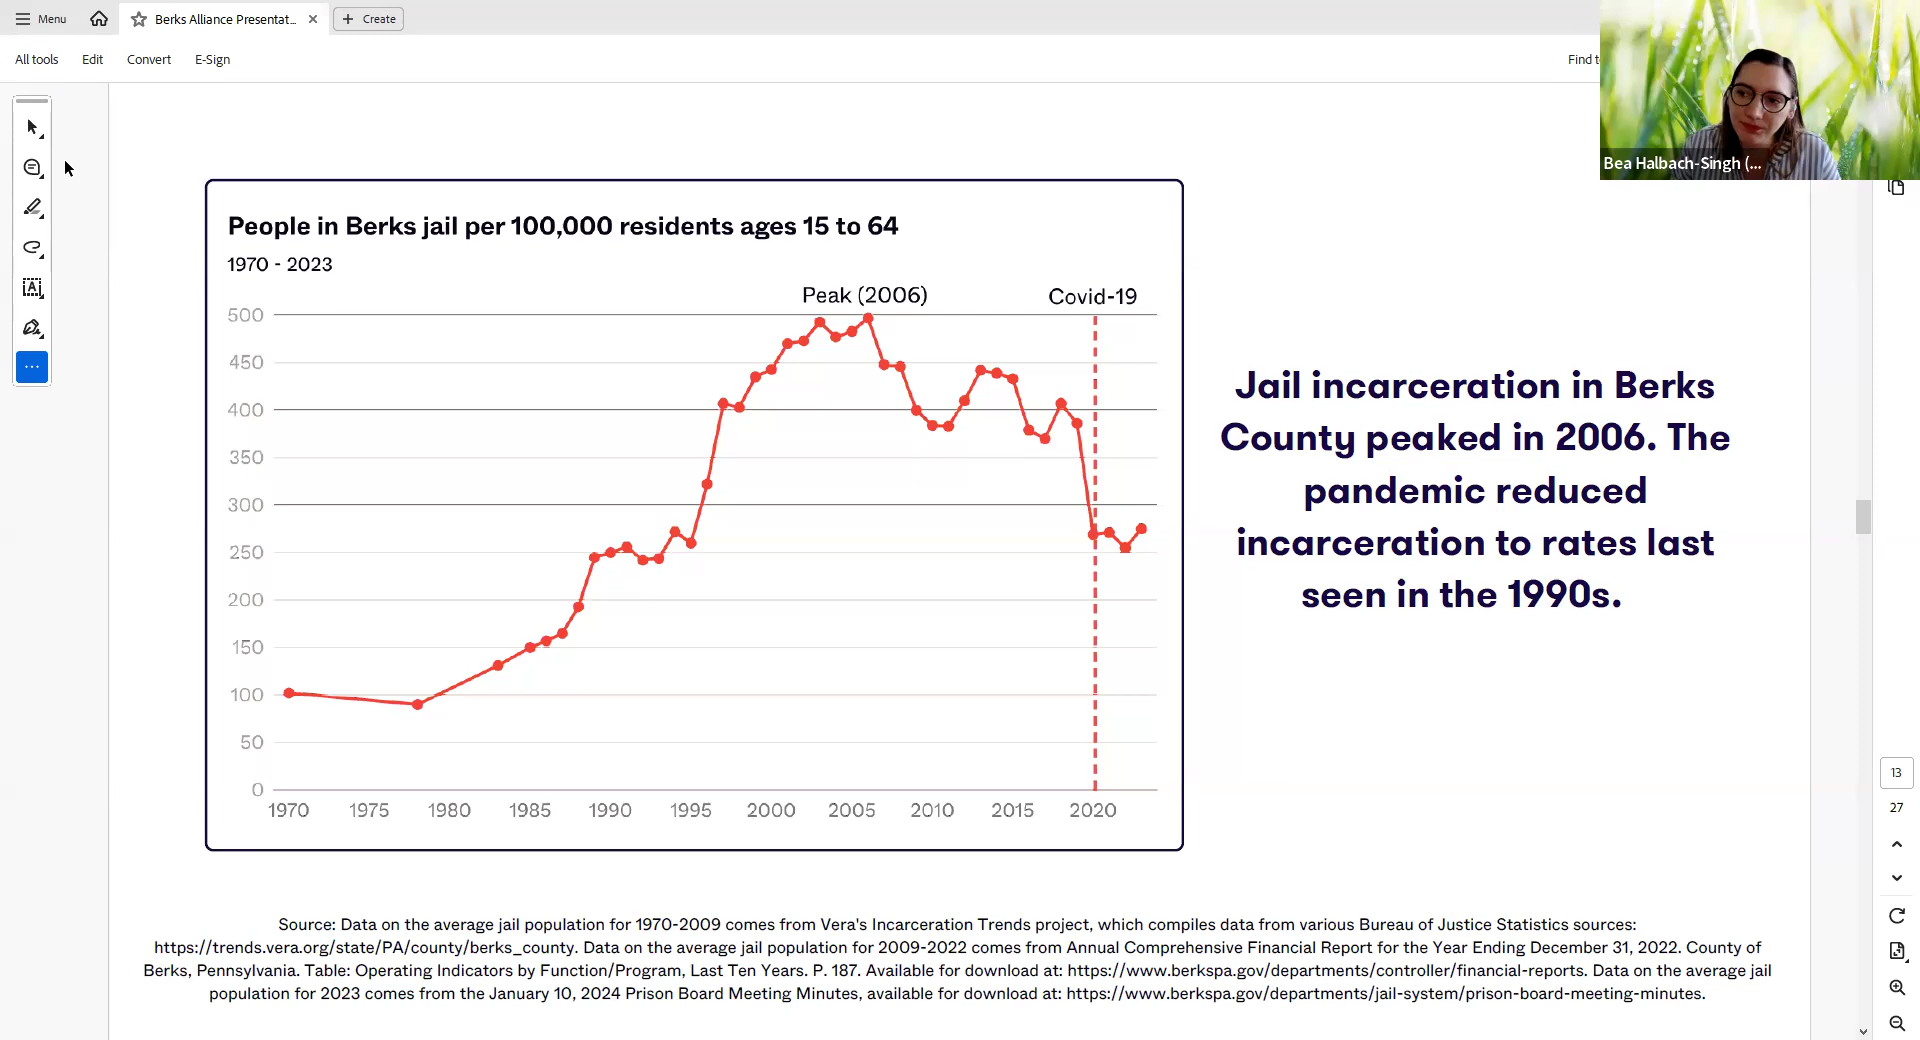 Menu
Berks Alliance Presentat...
Create
All tools
Edit
Convert
E-Sign
Find t
Bea Halbach-Singh (...
People in Berks jail per 100,000 residents ages 15 to 64
1970 - 2023
Peak (2006)
Covid-19
500
450
400
350
300
250
200
150
100
50
0
1970 1975 1980 1985 1990 1995 2000 2005 2010 2015 2020
Jail incarceration in Berks
County peaked in 2006. The
pandemic reduced
incarceration to rates last
seen in the 1990s.
13
27
Source: Data on the average jail population for 1970-2009 comes from Vera's Incarceration Trends project, which compiles data from various Bureau of Justice Statistics sources:
https://trends.vera.org/state/PA/county/berks_county. Data on the average jail population for 2009-2022 comes from Annual Comprehensive Financial Report for the Year Ending December 31, 2022. County of
Berks, Pennsylvania. Table: Operating Indicators by Function/Program, Last Ten Years. P. 187. Available for download at: https://www.berkspa.gov/departments/controller/financial-reports. Data on the average jail
population for 2023 comes from the January 10, 2024 Prison Board Meeting Minutes, available for download at: https://www.berkspa.gov/departments/jail-system/prison-board-meeting-minutes.